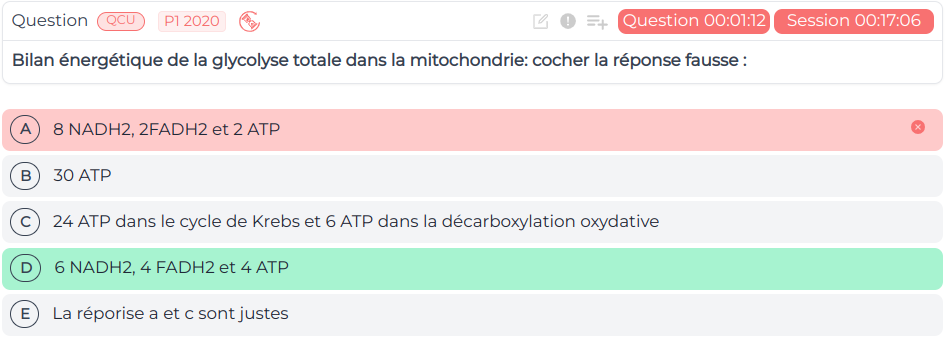 Question QCU P1 2020 Question 00:01:12 Session 00:17:06
Bilan énergétique de la glycolyse totale dans la mitochondrie: cocher la réponse fausse :
A 8 NADH2, 2FADH2 et 2 ATP
B 30 ATP
C 24 ATP dans le cycle de Krebs et 6 ATP dans la décarboxylation oxydative
D 6 NADH2, 4 FADH2 et 4 ATP
E La réporise a et c sont justes